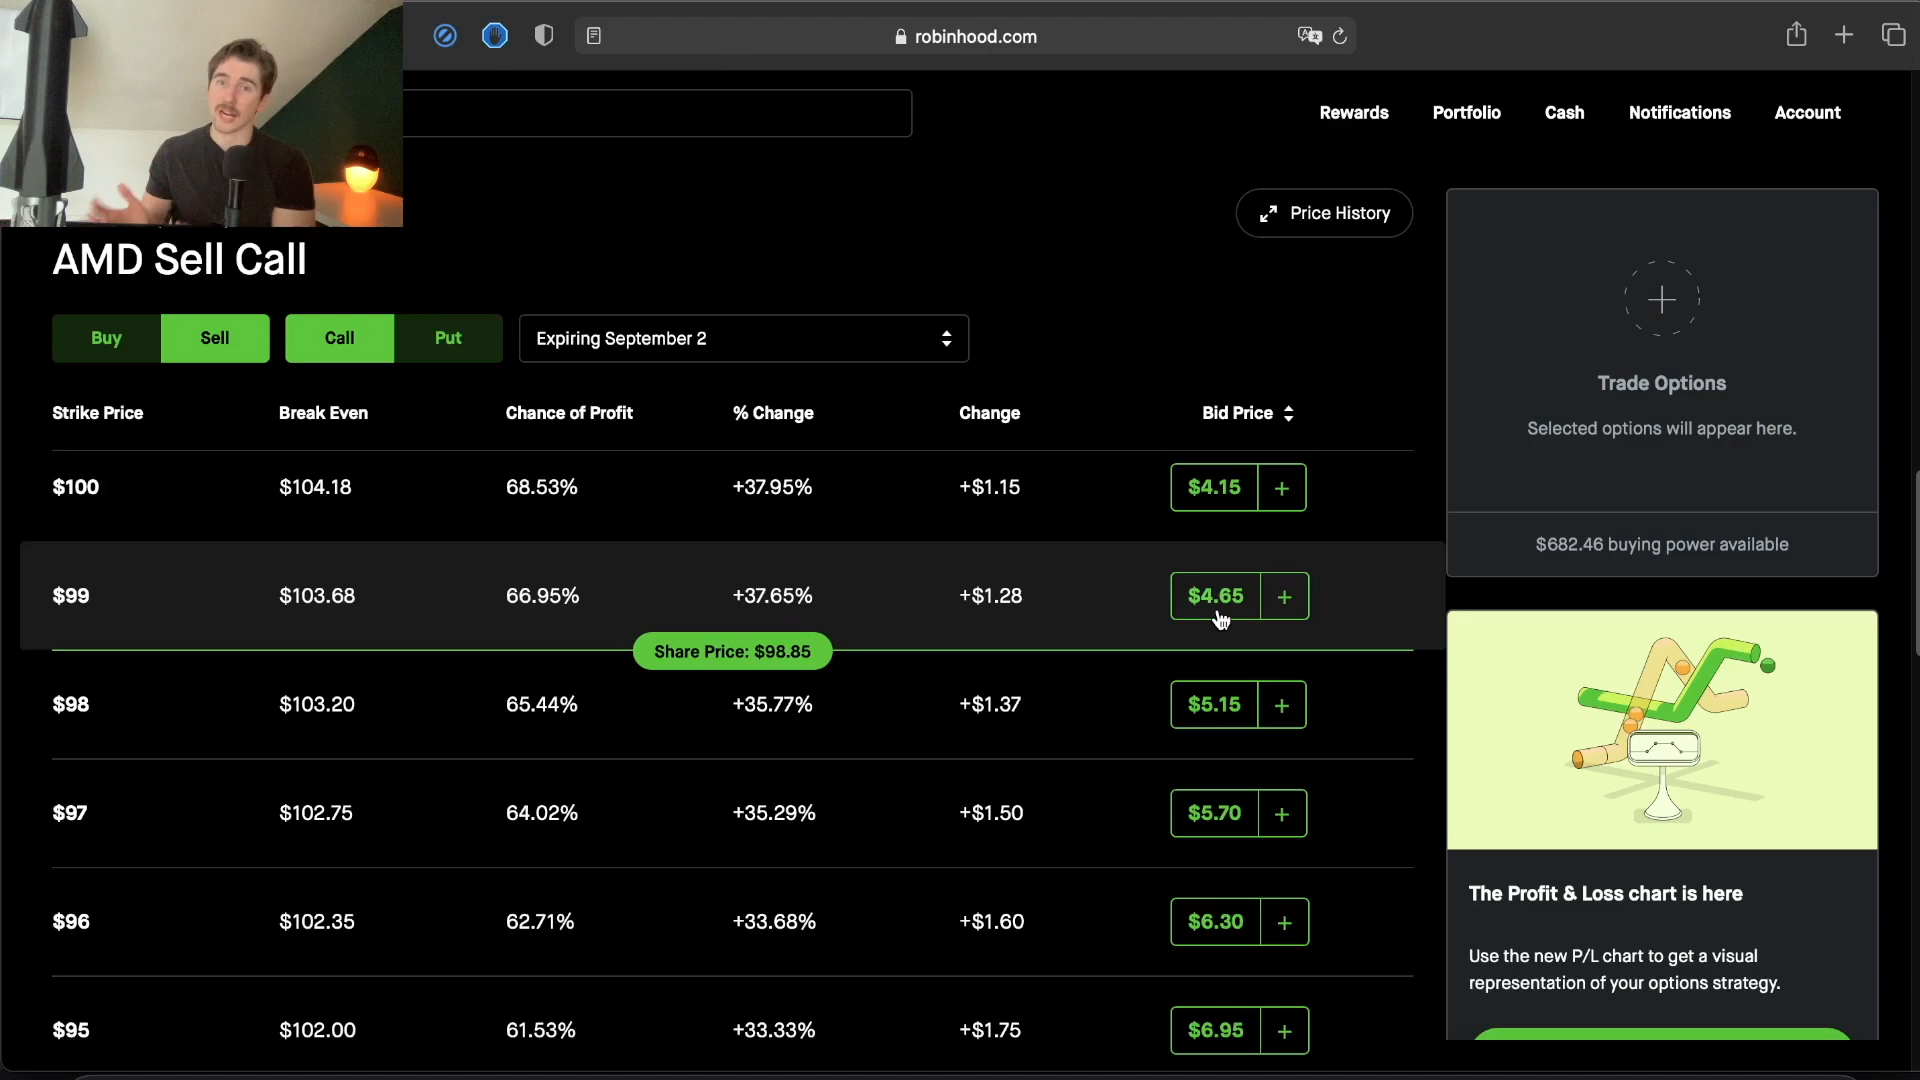 robinhood.com
Rewards
Portfolio
Cash
Notifications
Account
Price History
AMD Sell Call
Buy
Sell
Call
Put
Expiring September 2
Strike Price
Break Even
Chance of Profit
% Change
Change
Bid Price
$100
$104.18
68.53%
+37.95%
+$1.15
$4.15
+
$99
$103.68
66.95%
+37.65%
+$1.28
$4.65
+
Share Price: $98.85
$98
$103.20
65.44%
+35.77%
+$1.37
$5.15
+
$97
$102.75
64.02%
+35.29%
+$1.50
$5.70
+
$96
$102.35
62.71%
+33.68%
+$1.60
$6.30
+
$95
$102.00
61.53%
+33.33%
+$1.75
$6.95
+
Trade Options
Selected options will appear here.
$682.46 buying power available
The Profit & Loss chart is here
Use the new P/L chart to get a visual
representation of your options strategy.